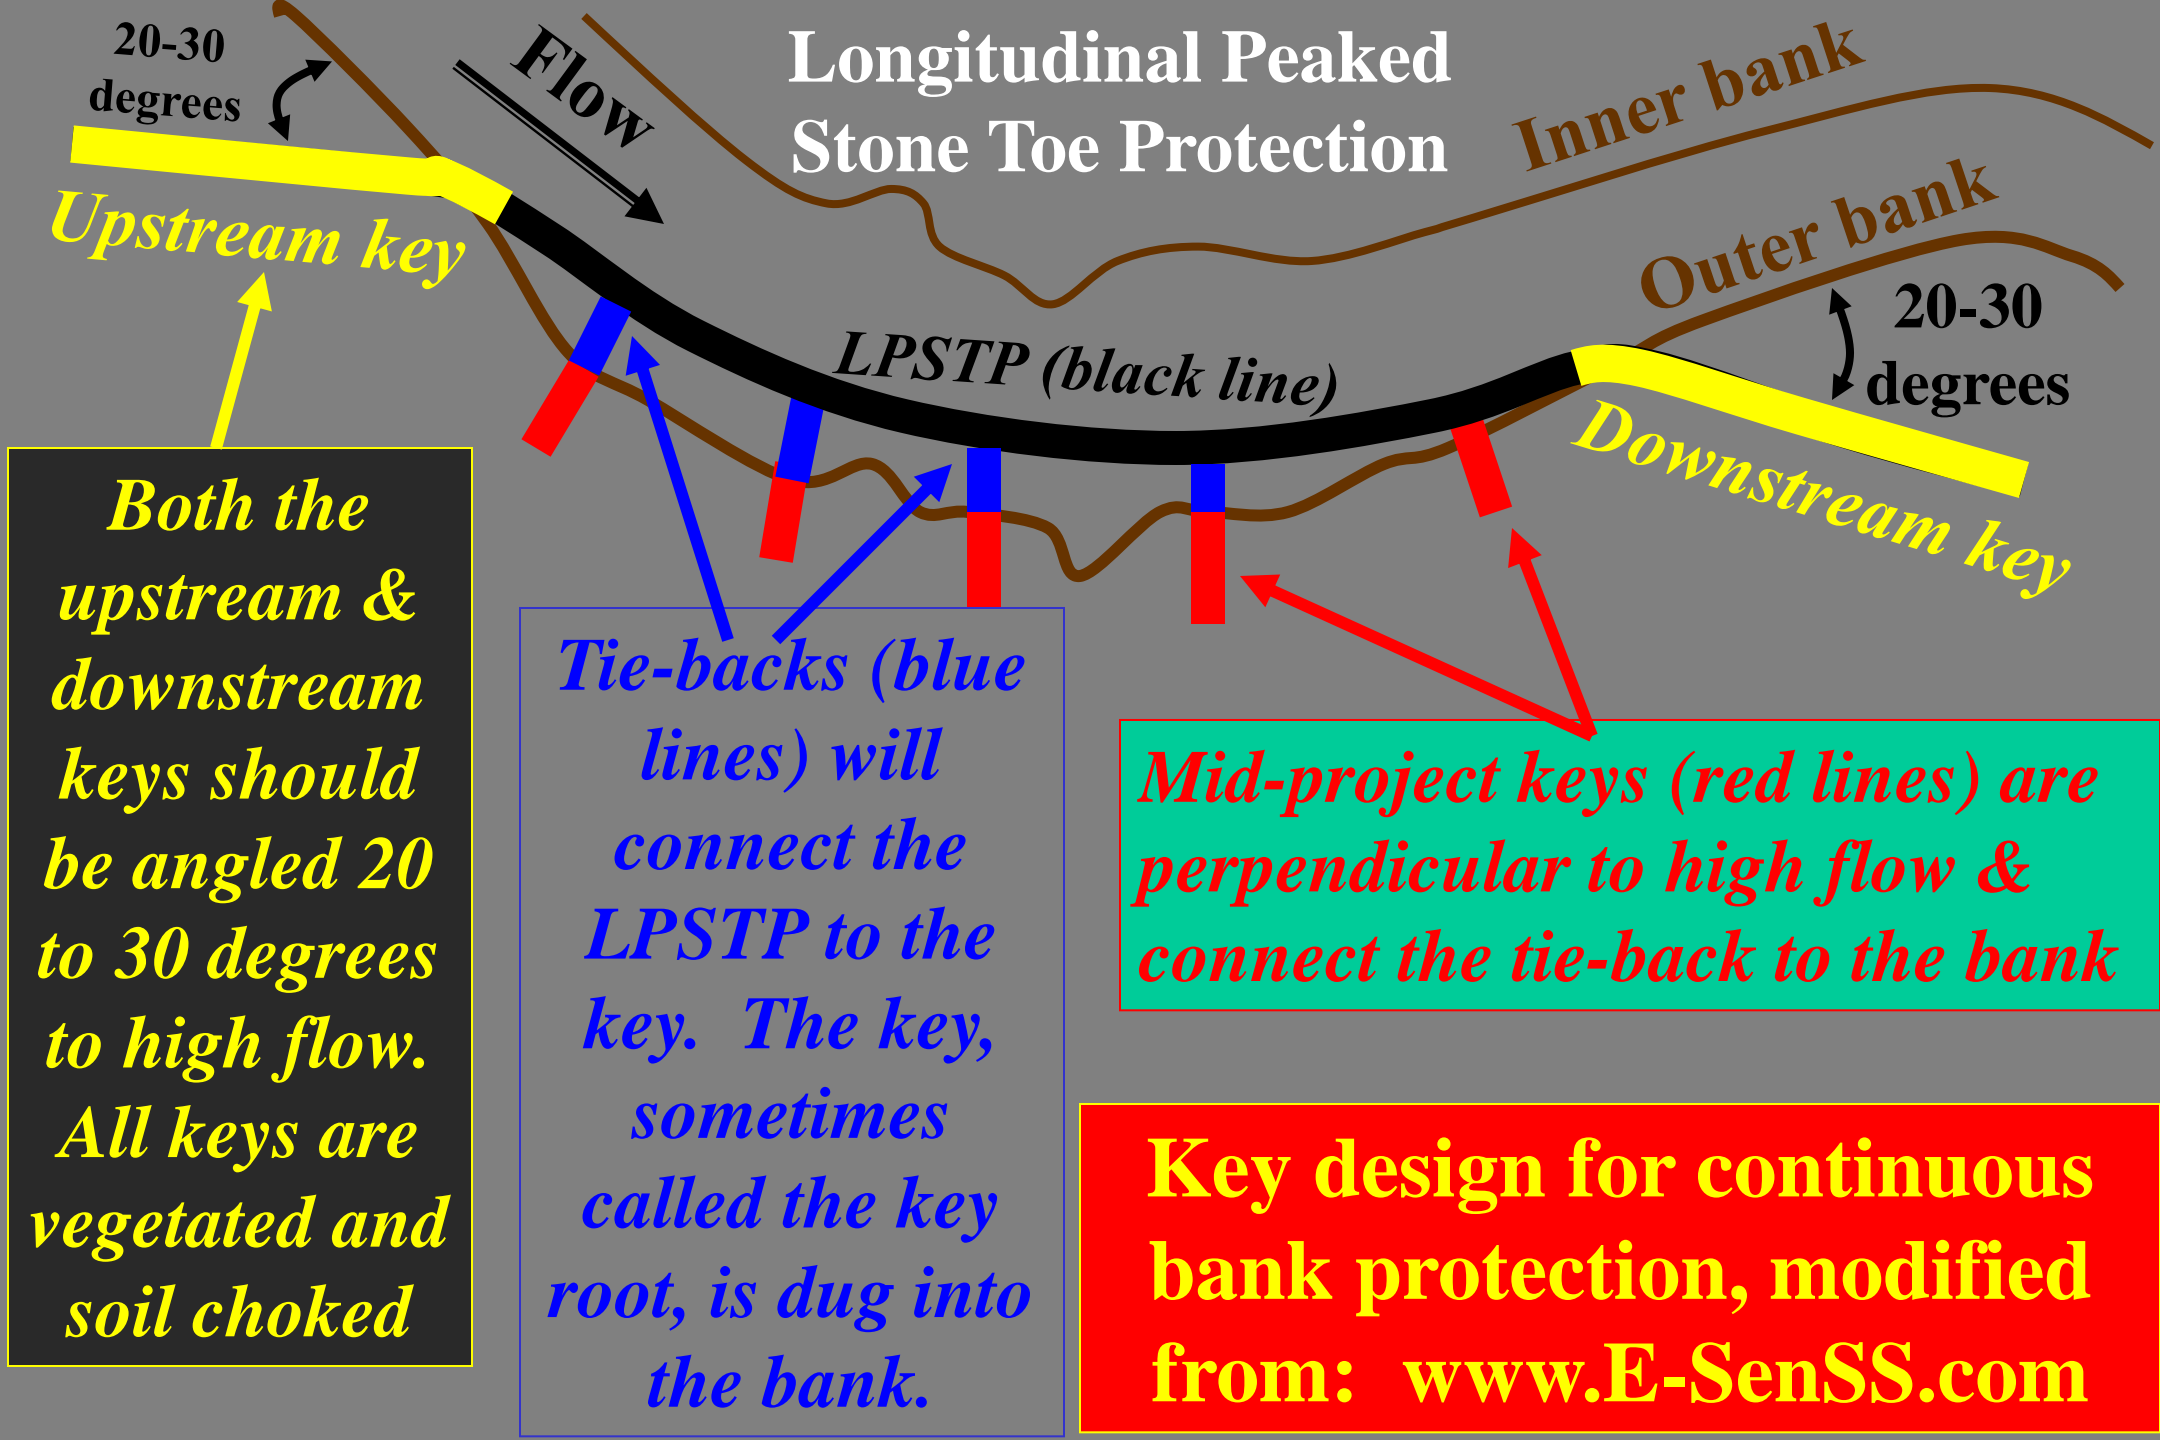 Longitudinal Peaked
Stone Toe Protection
20-30
degrees
Flow
Inner bank
Outer bank
Upstream key
LPSTP (black line)
20-30
degrees
Downstream key
Both the
upstream &
downstream
keys should
be angled 20
to 30 degrees
to high flow.
All keys are
vegetated and
soil choked
Tie-backs (blue
lines) will
connect the
LPSTP to the
key.  The key,
sometimes
called the key
root, is dug into
the bank.
Mid-project keys (red lines) are
perpendicular to high flow &
connect the tie-back to the bank
Key design for continuous
bank protection, modified
from:  www.E-SenSS.com